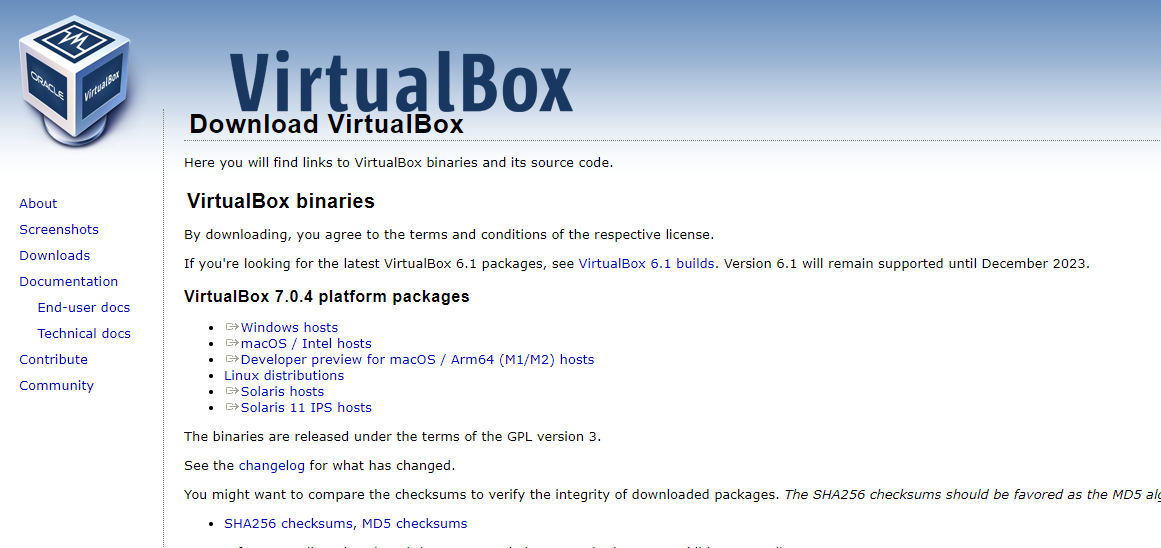 ORACLE
VirtualBox
VirtualBox
Download VirtualBox
Here you will find links to VirtualBox binaries and its source code.
About
Screenshots
Downloads
Documentation
End-user docs
Technical docs
Contribute
Community
VirtualBox binaries
By downloading, you agree to the terms and conditions of the respective license.
If you're looking for the latest VirtualBox 6.1 packages, see VirtualBox 6.1 builds. Version 6.1 will remain supported until December 2023.
VirtualBox 7.0.4 platform packages
Windows hosts
macOS / Intel hosts
Developer preview for macOS / Arm64 (M1/M2) hosts
Linux distributions
Solaris hosts
Solaris 11 IPS hosts
The binaries are released under the terms of the GPL version 3.
See the changelog for what has changed.
You might want to compare the checksums to verify the integrity of downloaded packages. The SHA256 checksums should be favored as the MD5 alg
SHA256 checksums, MD5 checksums